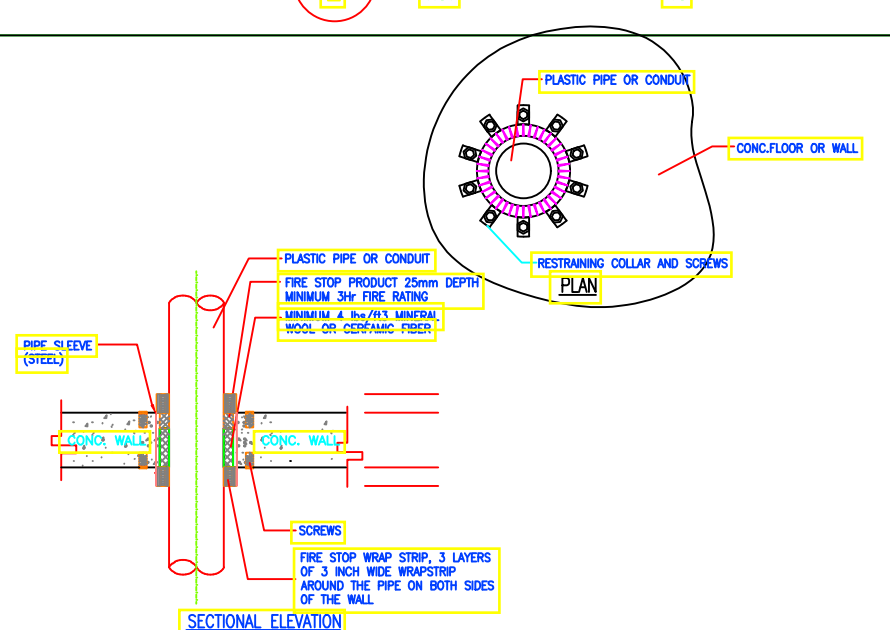 PLASTIC PIPE OR CONDUIT
CONC.FLOOR OR WALL
RESTRAINING COLLAR AND SCREWS
PLAN
PLASTIC PIPE OR CONDUIT
FIRE STOP PRODUCT 25mm DEPTH
MINIMUM 3Hr FIRE RATING
MINIMUM 4 lbs/ft3 MINERAL
WOOL OR CERFAMIC FIBER
PIPE SLEEVE
(STEEL)
CONC. WALL
CONC. WALL
SCREWS
FIRE STOP WRAP STRIP, 3 LAYERS
OF 3 INCH WIDE WRAPSTRIP
AROUND THE PIPE ON BOTH SIDES
OF THE WALL
SECTIONAL ELEVATION